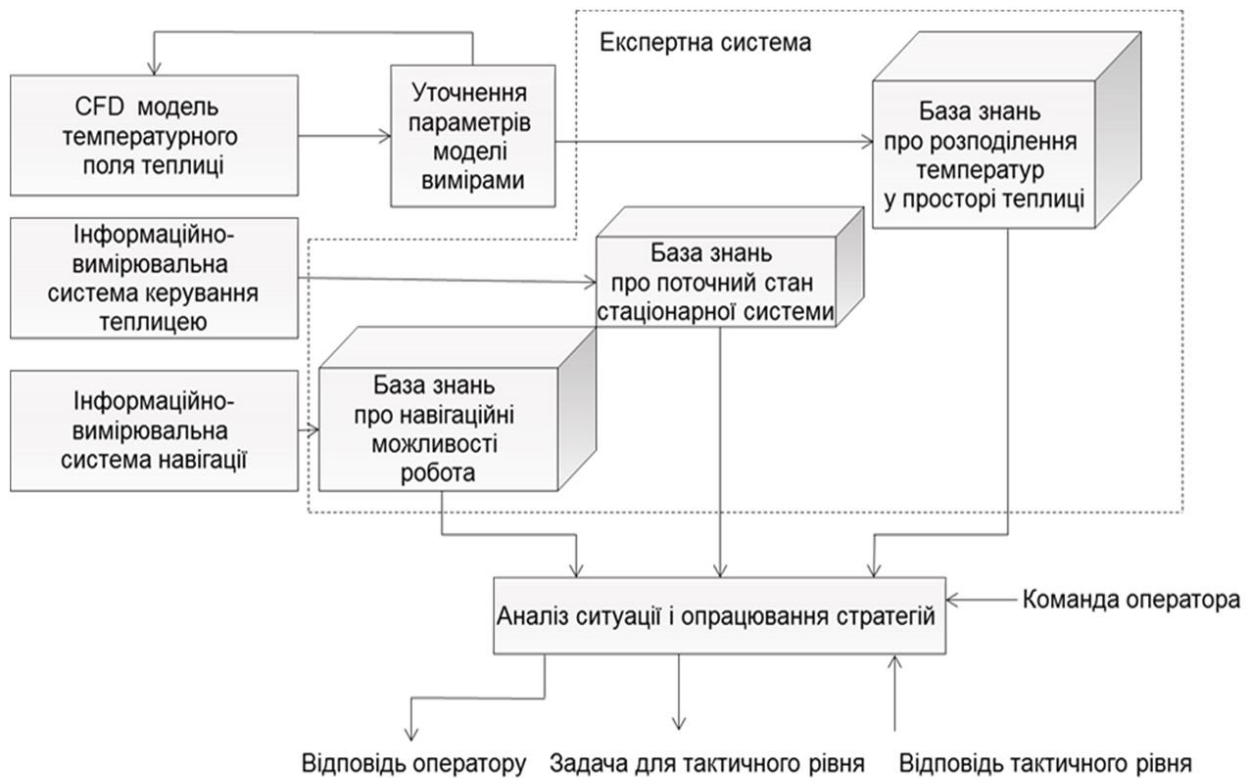 Експертна система
CFD модель
температурного
поля теплиці
Уточнення
параметрів
моделі
вимірами
База знань
про розподілення
температур
у просторі теплиці
Інформаційно-
вимірювальна
система керування
теплицею
База знань
про поточний стан
стаціонарної системи
Інформаційно-
вимірювальна
система навігації
База знань
про навігаційні
можливості
робота
Аналіз ситуації і опрацювання стратегій
Команда оператора
Відповідь оператору
Задача для тактичного рівня
Відповідь тактичного рівня